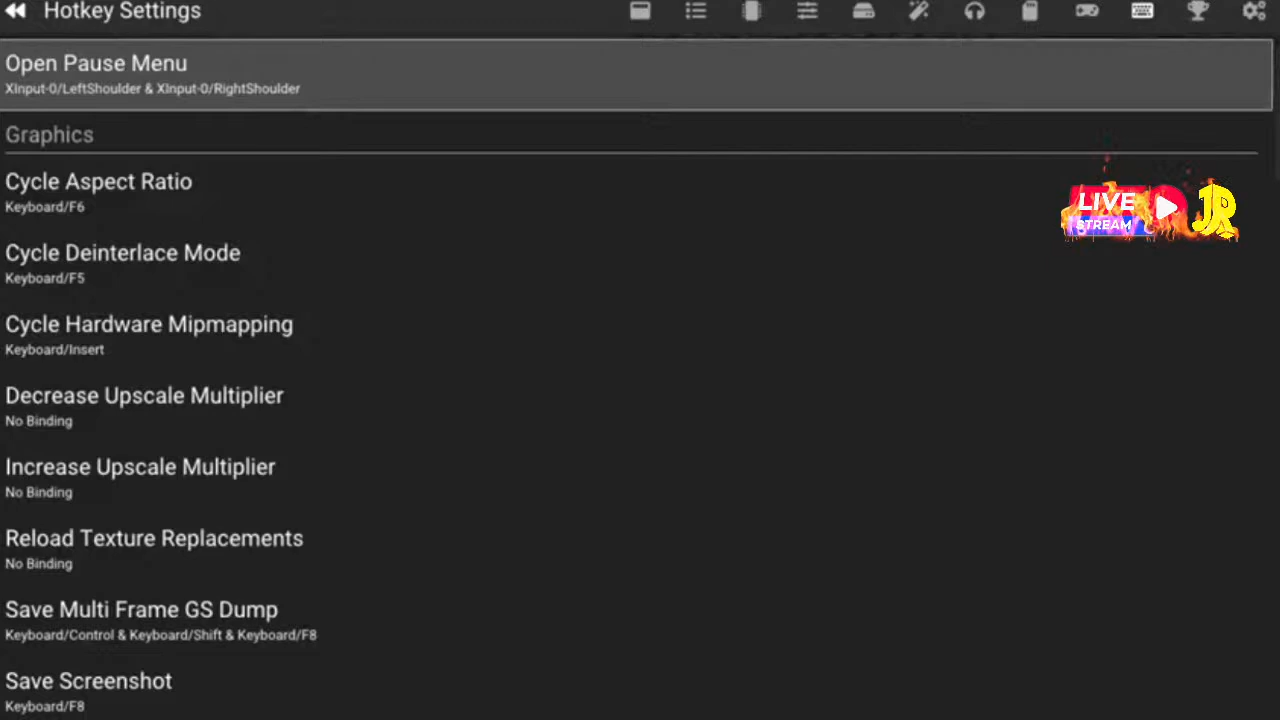 Hotkey Settings
Open Pause Menu
XInput-0/LeftShoulder & XInput-0/RightShoulder
Graphics
Cycle Aspect Ratio
Keyboard/F6
LIVE
STREAM
JR
Cycle Deinterlace Mode
Keyboard/F5
Cycle Hardware Mipmapping
Keyboard/Insert
Decrease Upscale Multiplier
No Binding
Increase Upscale Multiplier
No Binding
Reload Texture Replacements
No Binding
Save Multi Frame GS Dump
Keyboard/Control & Keyboard/Shift & Keyboard/F8
Save Screenshot
Keyboard/F8